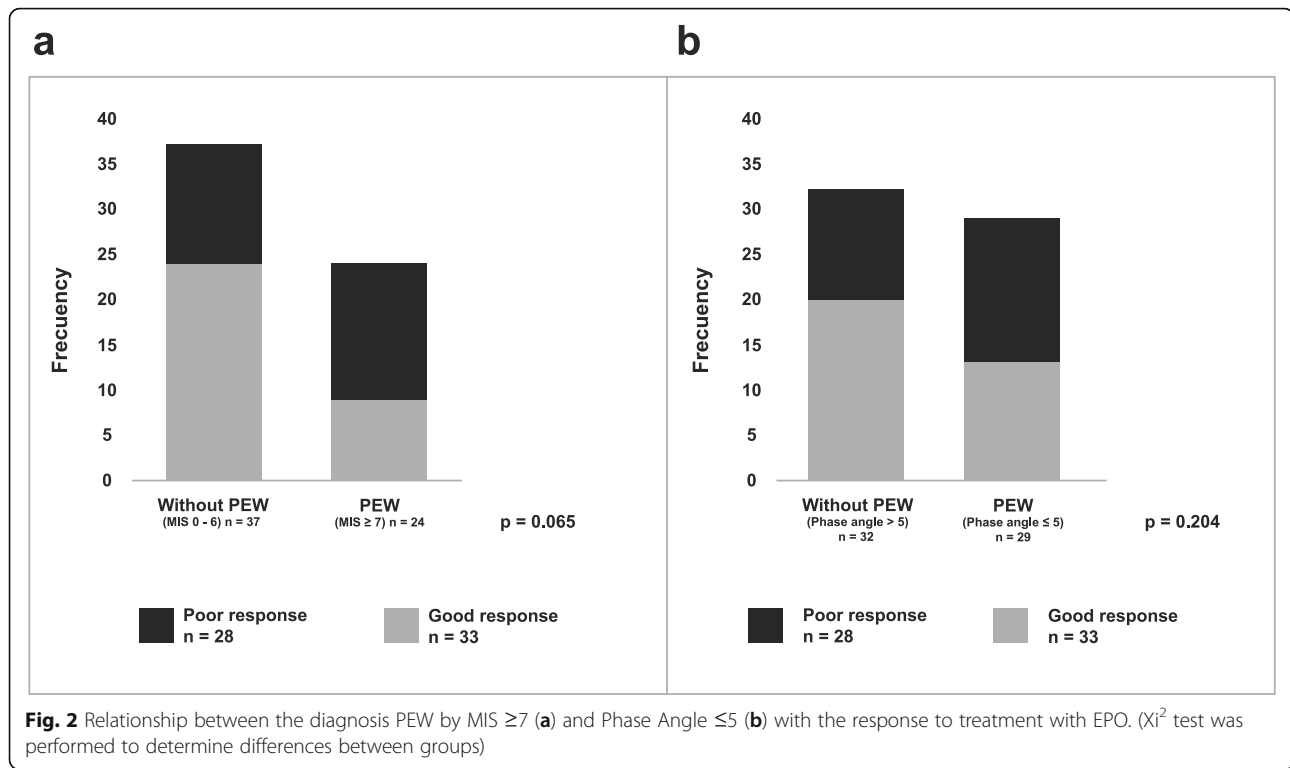 a
40
35
30
25
20
15
10
5
0
Frecuency
Without PEW
(MIS 0 - 6) n = 37
PEW
(MIS ≥ 7) n = 24
p = 0.065
Poor response
n = 28
Good response
n = 33
b
40
35
30
25
20
15
10
5
0
Frecuency
Without PEW
(Phase angle > 5)
n = 32
PEW
(Phase angle ≤ 5)
n = 29
p = 0.204
Poor response
n = 28
Good response
n = 33
Fig. 2 Relationship between the diagnosis PEW by MIS ≥7 (a) and Phase Angle ≤5 (b) with the response to treatment with EPO. (Xi² test was
performed to determine differences between groups)